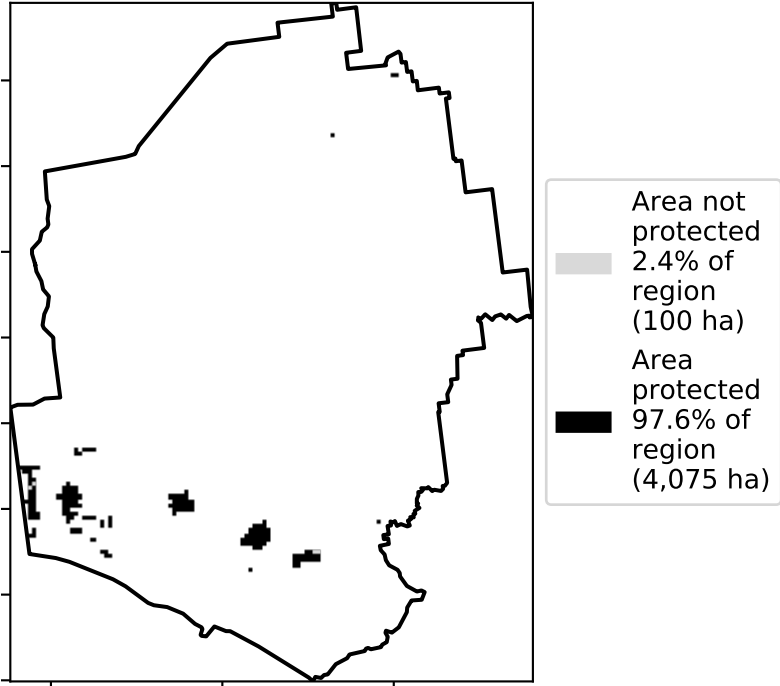 Area not
protected
2.4% of
region
(100 ha)
Area
protected
97.6% of
region
(4,075 ha)